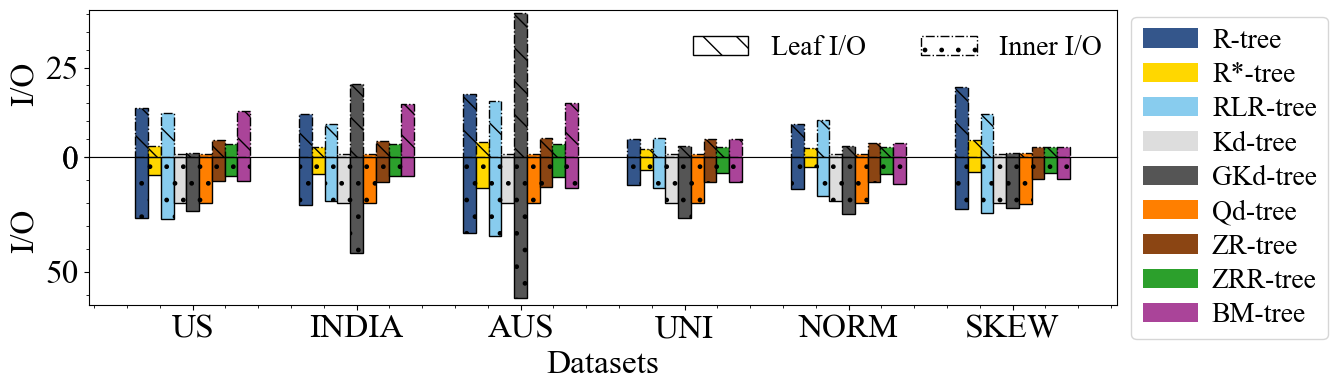 I/O
25
0
I/O
50
Leaf I/O
Inner I/O
US
INDIA
AUS
UNI
NORM
SKEW
Datasets
R-tree
R*-tree
RLR-tree
Kd-tree
GKd-tree
Qd-tree
ZR-tree
ZRR-tree
BM-tree